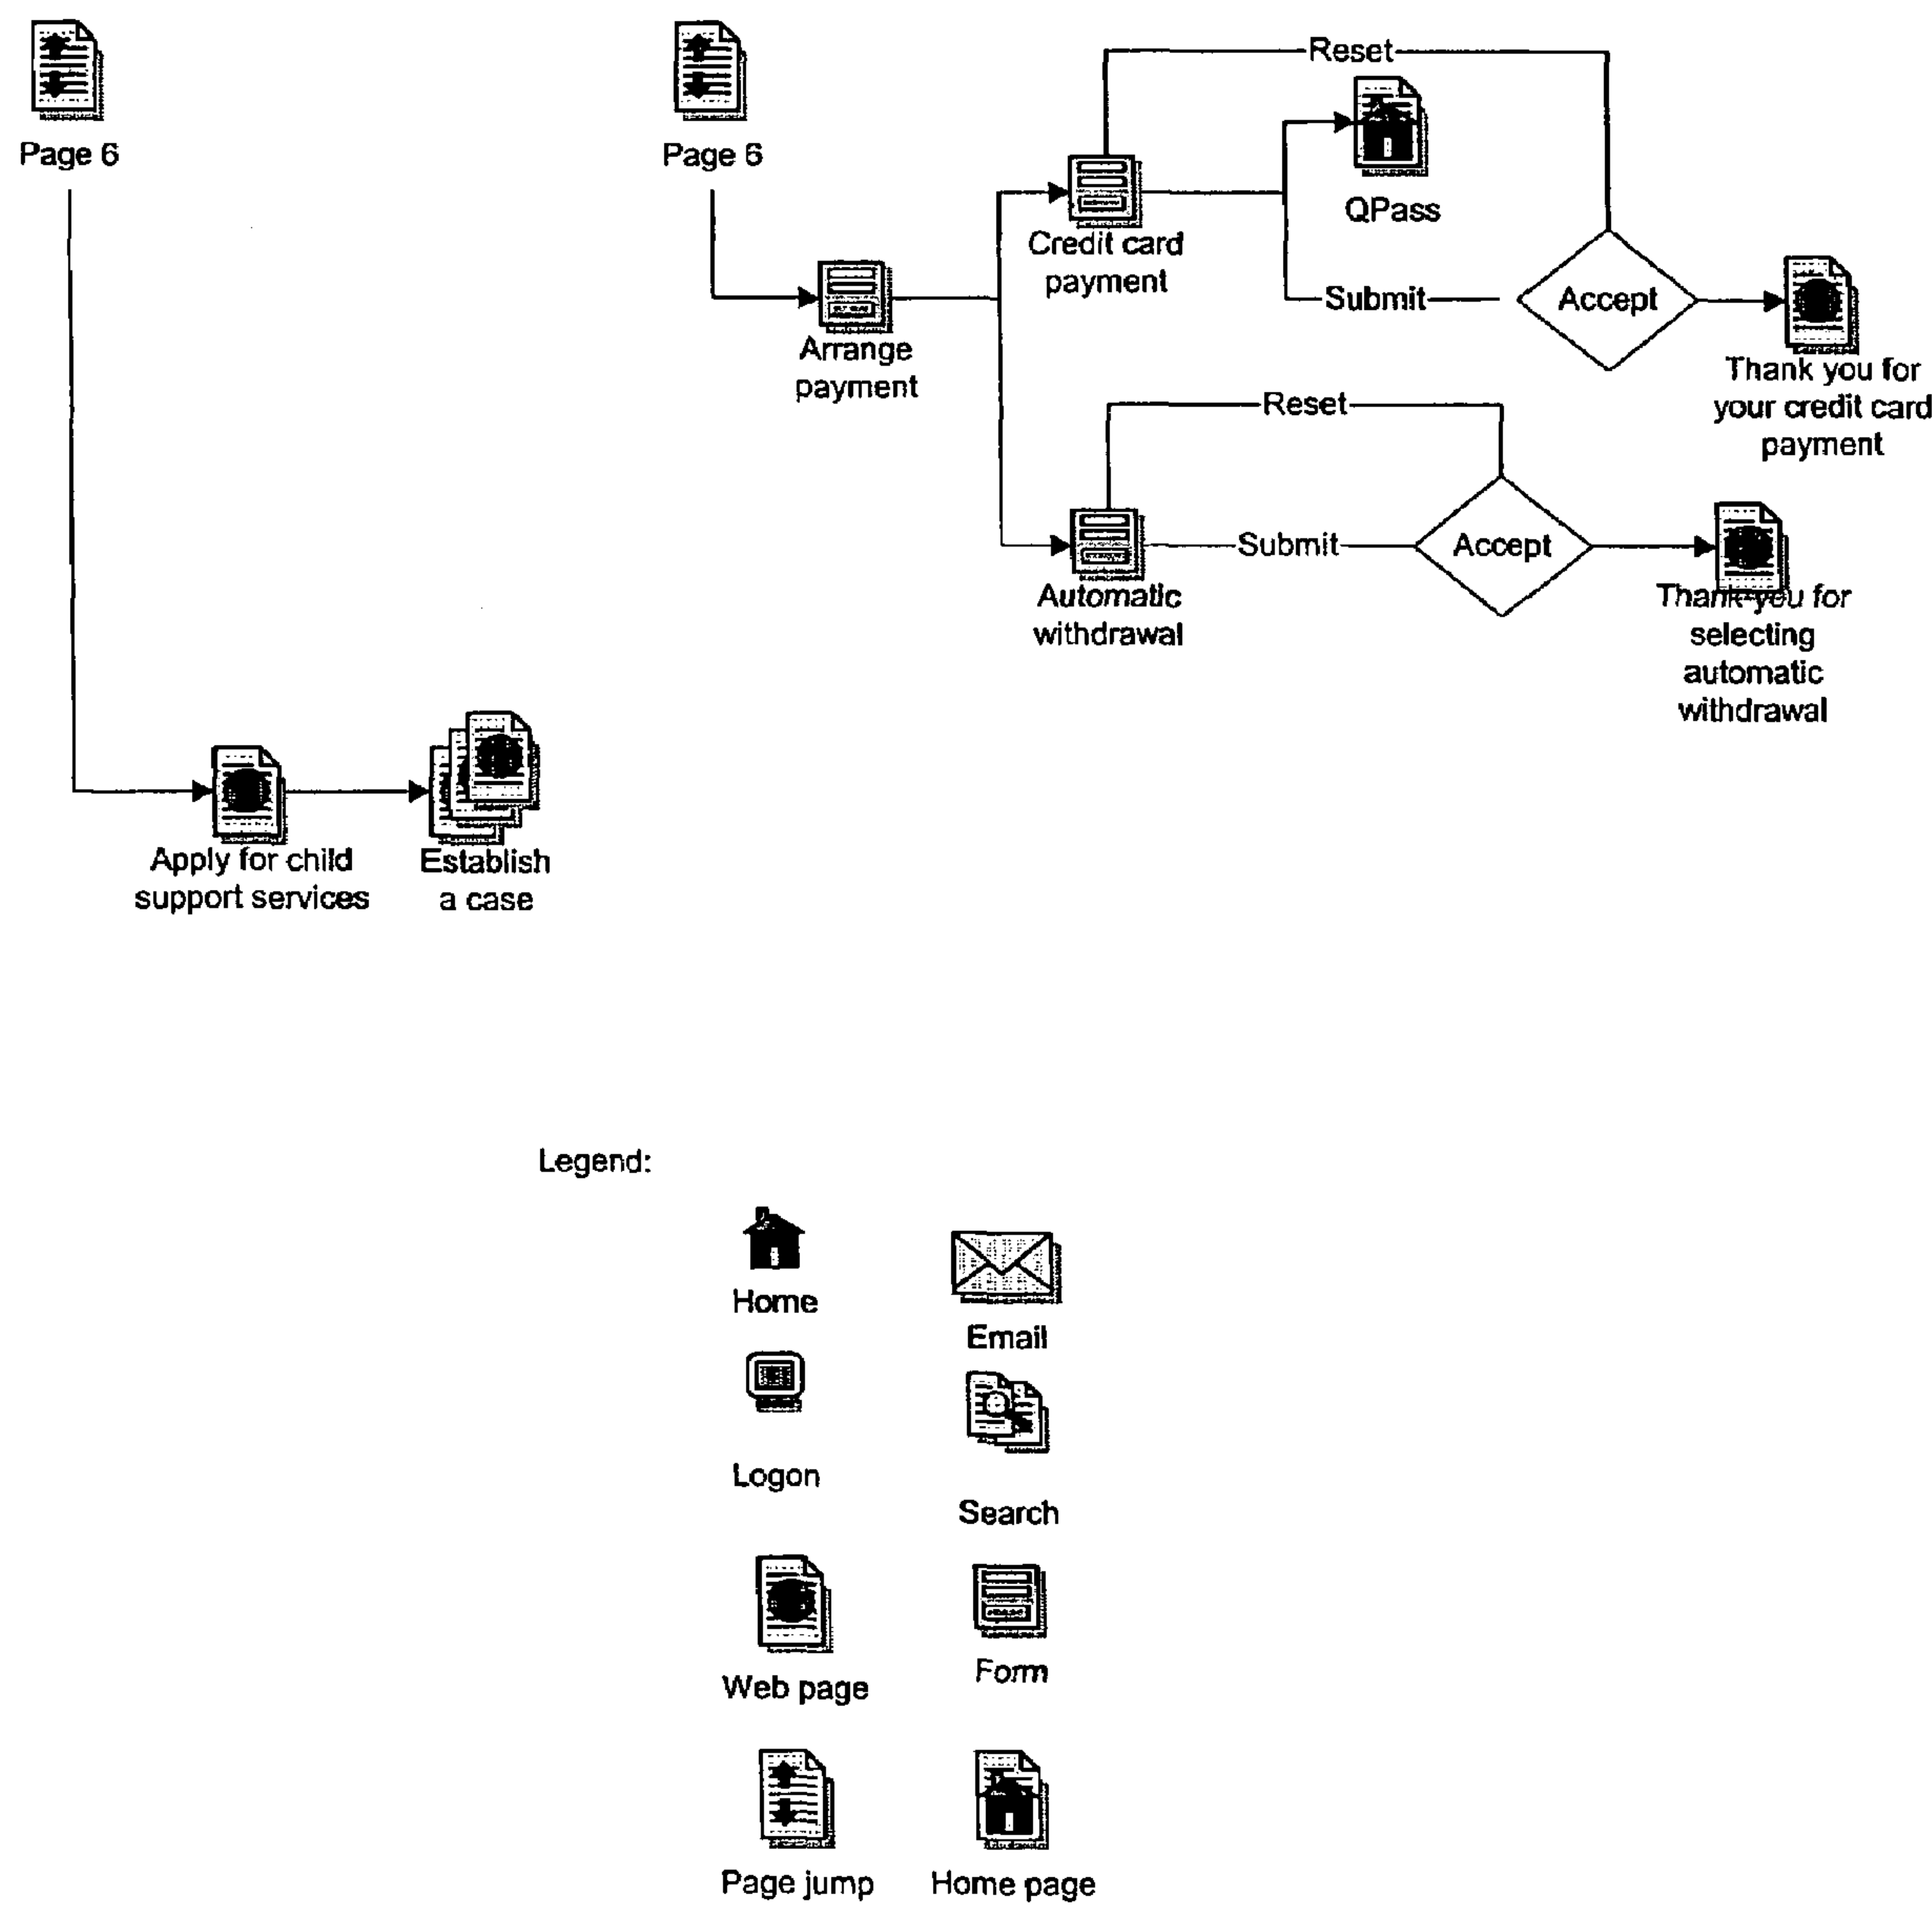 Page 6
Page 6
Reset
QPass
Credit card
payment
Submit
Accept
Arrange
payment
Thank you for
your credit card
payment
Reset
Submit
Accept
Automatic
withdrawal
Thank you for
selecting
automatic
withdrawal
Apply for child
support services
Establish
a case
Legend:
Home
Email
Logon
Search
Web page
Form
Page jump
Home page